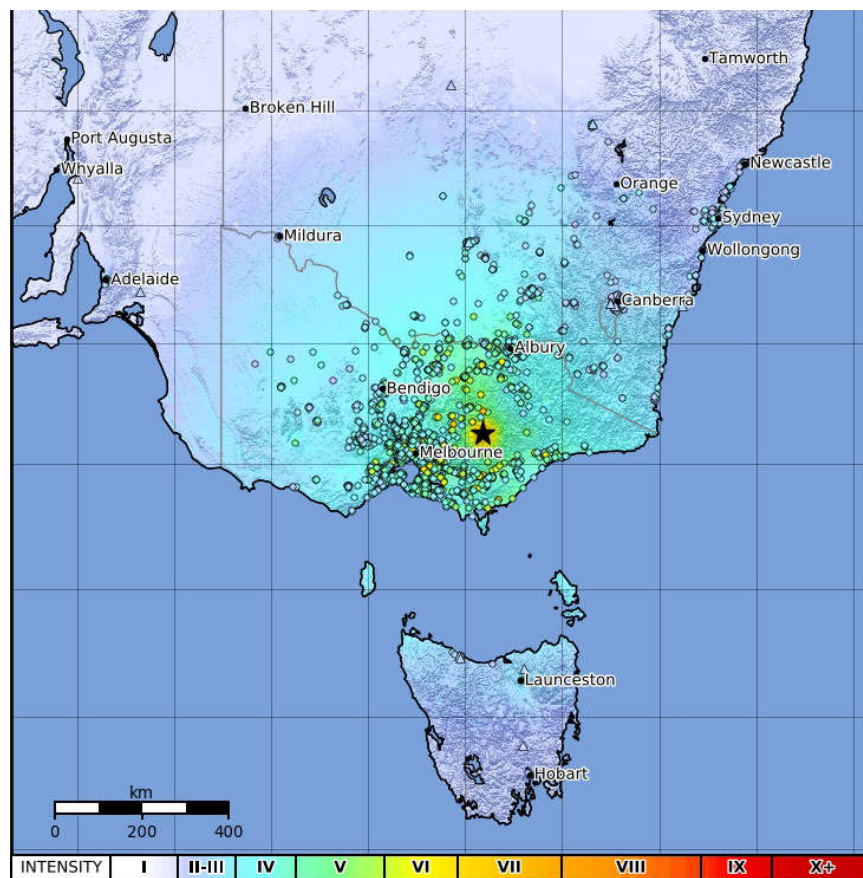 Tamworth
Broken Hill
Port Augusta
Whyalla
Newcastle
Orange
Sydney
Mildura
Wollongong
Adelaide
Canberra
Albury
Bendigo
Melbourne
Launceston
Hobart
km
0 200 400
INTENSITY I II-III IV V VI VII VIII IX X+